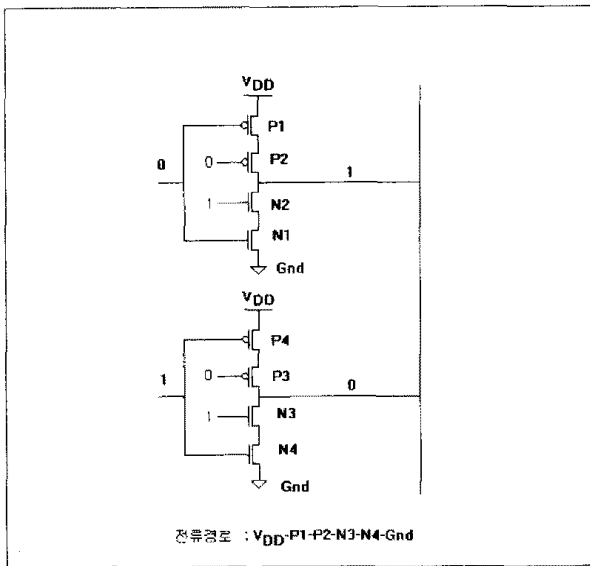 VDD
P1
0
0
P2
1
1
N2
N1
Gnd
VDD
P4
1
0
P3
0
1
N3
N4
Gnd
전류경로 : VDD-P1-P2-N3-N4-Gnd